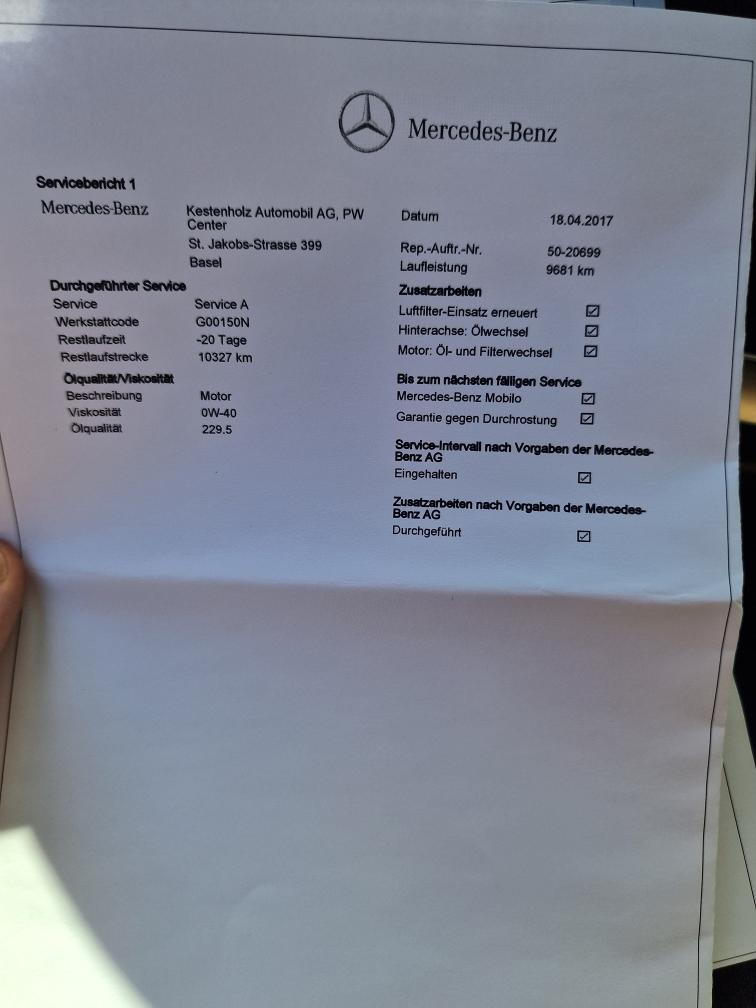 Mercedes-Benz
Servicebericht 1
Mercedes-Benz
Kestenholz Automobil AG, PW
Center
St. Jakobs-Strasse 399
Basel
Datum 18.04.2017
Rep.-Auftr.-Nr. 50-20699
Laufleistung 9681 km
Durchgeführter Service
Service Service A
Werkstattcode G00150N
Restlaufzeit -20 Tage
Restlaufstrecke 10327 km
Ölqualität/Viskosität
Beschreibung Motor
Viskosität 0W-40
Ölqualität 229.5
Zusatzarbeiten
Luftfilter-Einsatz erneuert ☑
Hinterachse: Ölwechsel ☑
Motor: Öl- und Filterwechsel ☑
Bis zum nächsten fälligen Service
Mercedes-Benz Mobilo ☑
Garantie gegen Durchrostung ☑
Service-Intervall nach Vorgaben der Mercedes-
Benz AG
Eingehalten ☑
Zusatzarbeiten nach Vorgaben der Mercedes-
Benz AG
Durchgeführt ☑